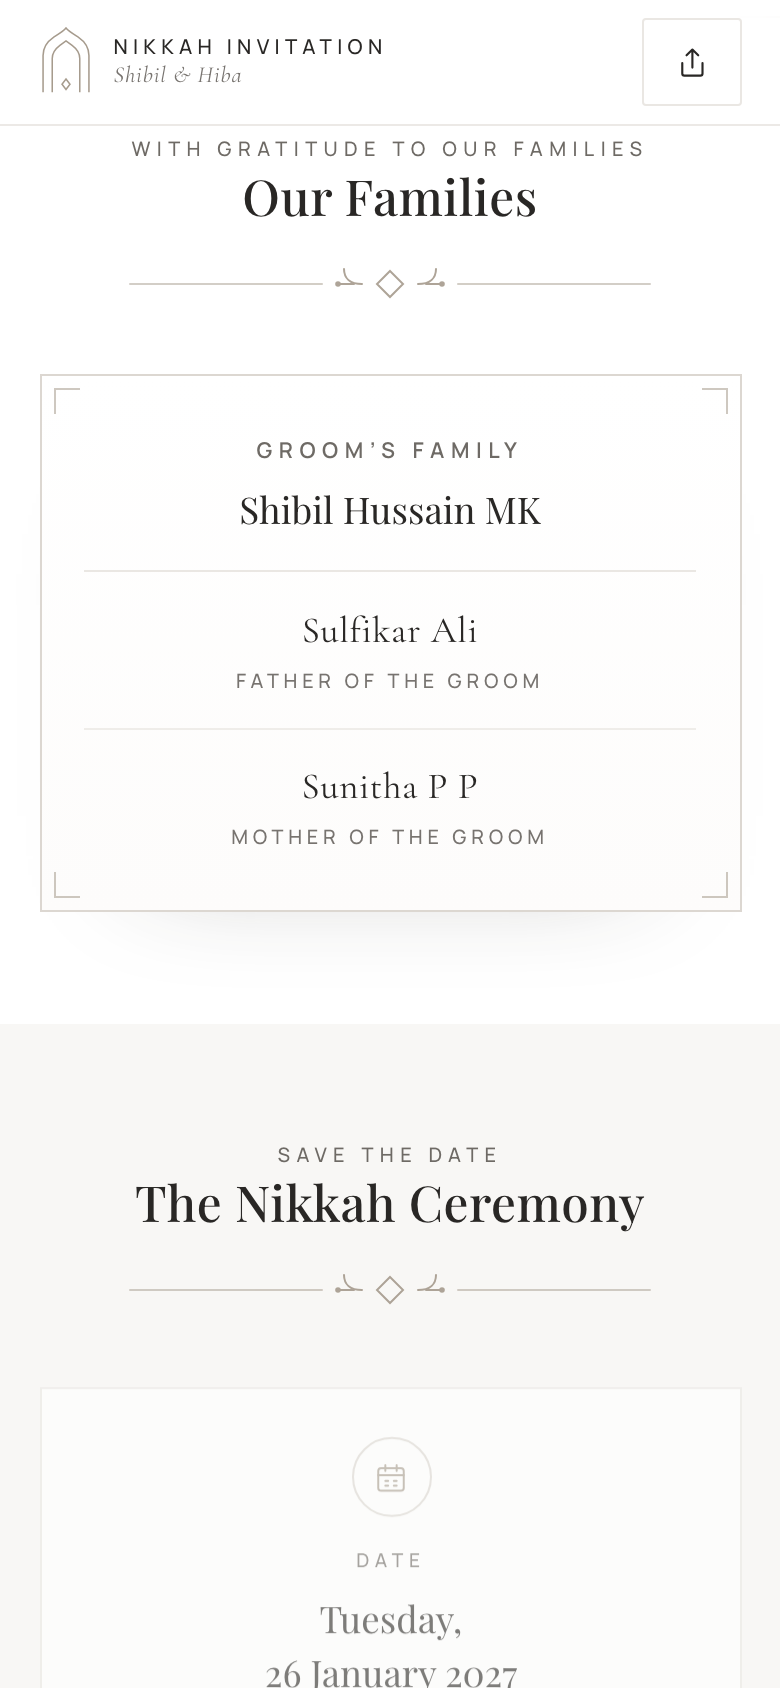 NIKKAH INVITATION
Shibil & Hiba
WITH GRATITUDE TO OUR FAMILIES
Our Families
GROOM’S FAMILY
Shibil Hussain MK
Sulfikar Ali
FATHER OF THE GROOM
Sunitha P P
MOTHER OF THE GROOM
SAVE THE DATE
The Nikkah Ceremony
DATE
Tuesday,
26 January 2027